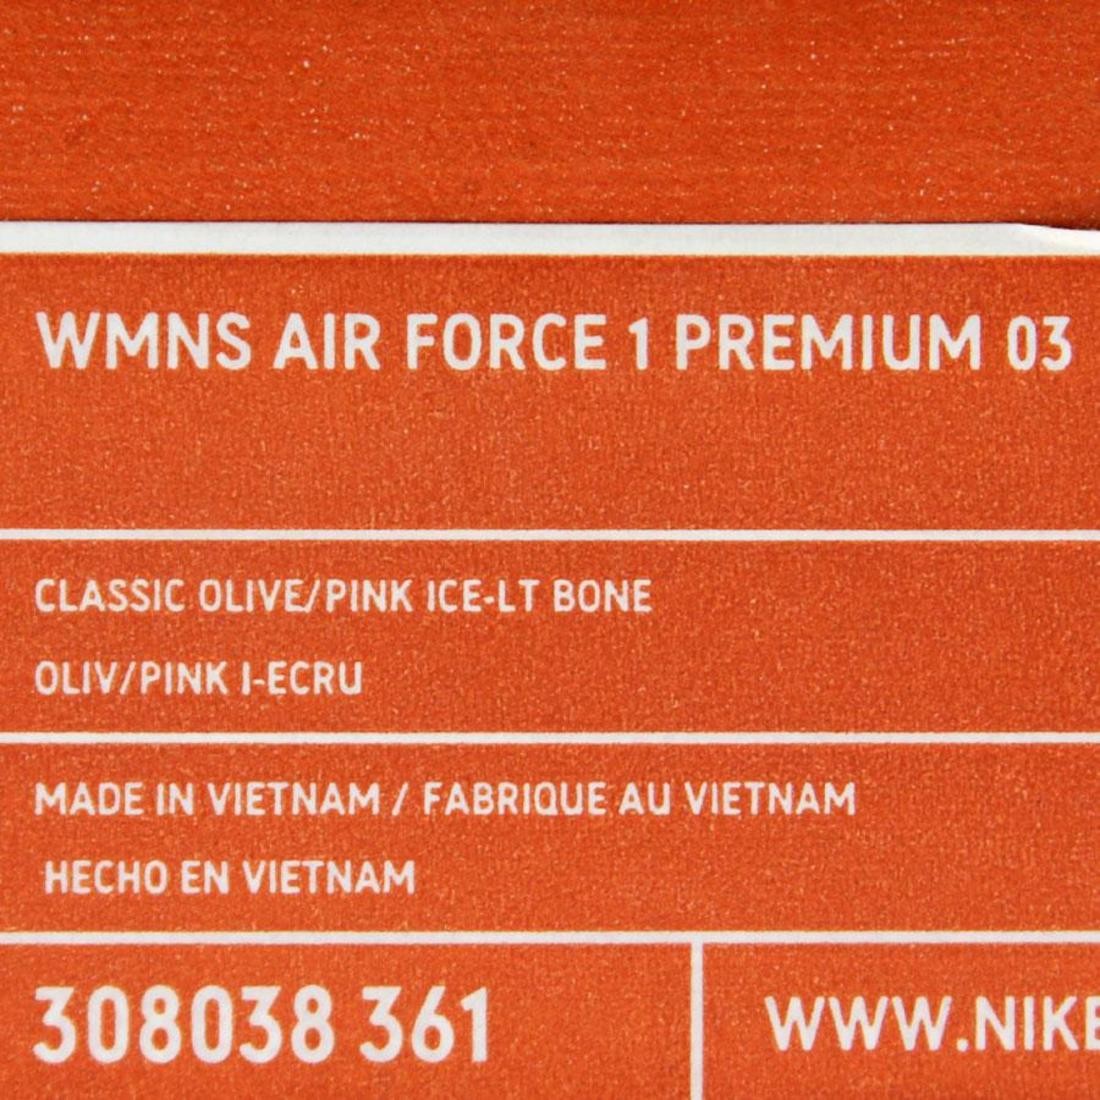 WMNS AIR FORCE 1 PREMIUM 03
CLASSIC OLIVE/PINK ICE-LT BONE
OLIV/PINK I-ECRU
MADE IN VIETNAM / FABRIQUE AU VIETNAM
HECHO EN VIETNAM
308038 361
WWW.NIKE